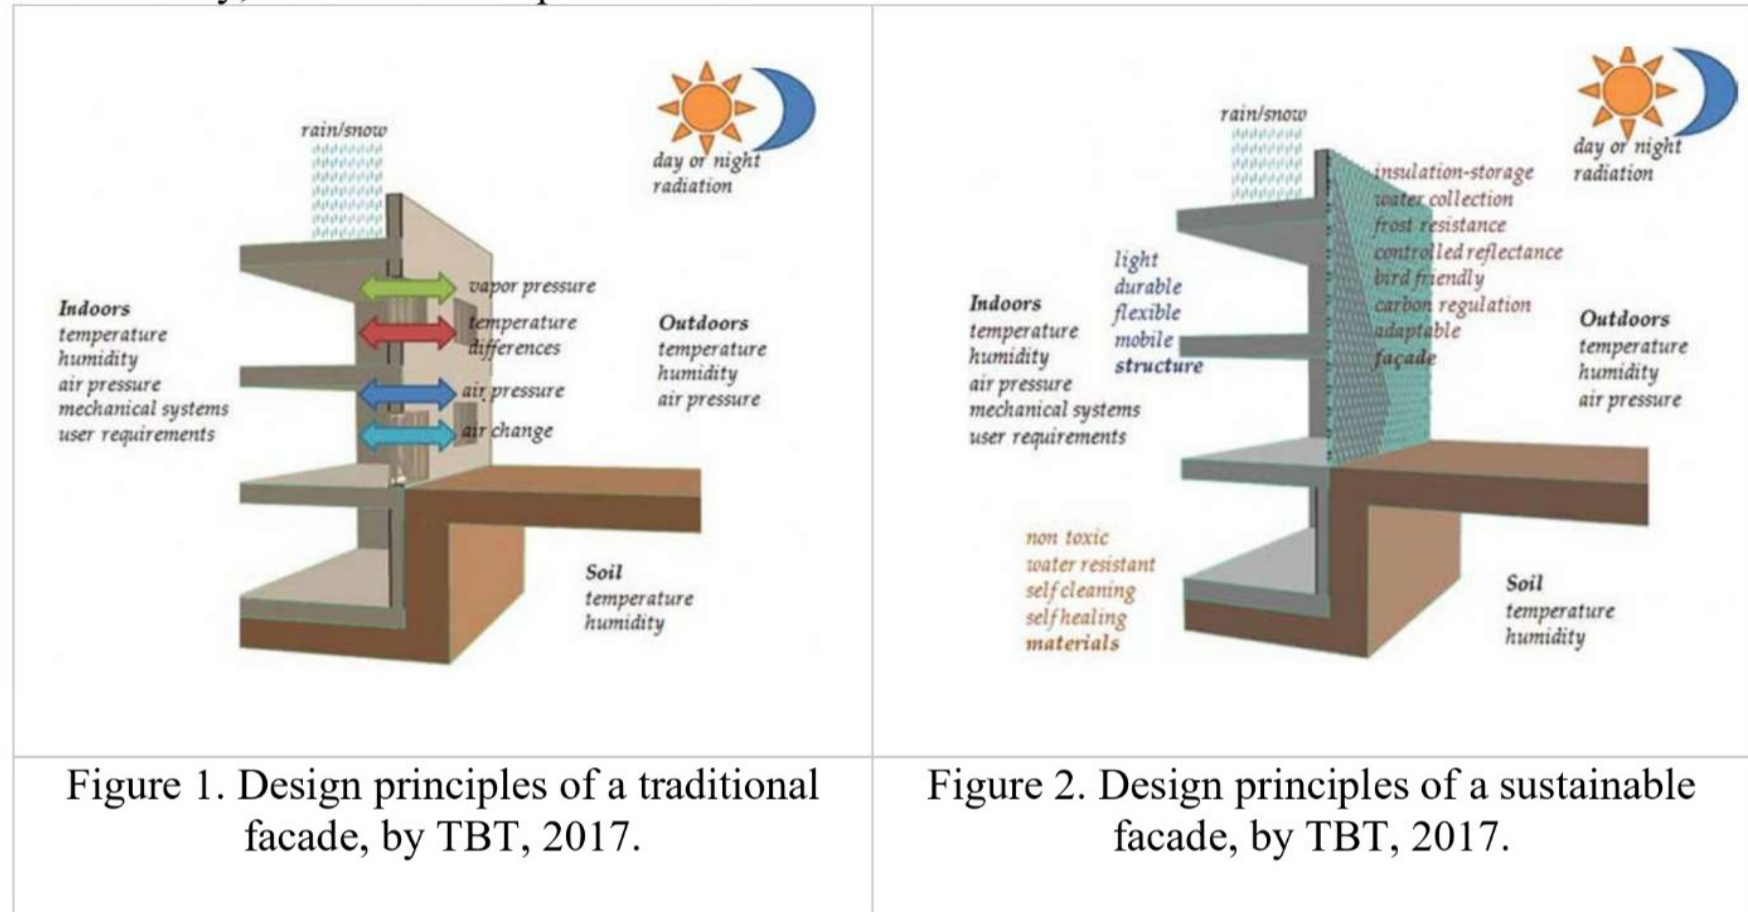 rain/snow
day or night
radiation
vapor pressure
temperature
differences
air pressure
air change
Indoors
temperature
humidity
air pressure
mechanical systems
user requirements
Outdoors
temperature
humidity
air pressure
Soil
temperature
humidity
Figure 1. Design principles of a traditional
facade, by TBT, 2017.
rain/snow
day or night
radiation
insulation-storage
water collection
frost resistance
controlled reflectance
bird friendly
carbon regulation
adaptable
façade
light
durable
flexible
mobile
structure
Indoors
temperature
humidity
air pressure
mechanical systems
user requirements
Outdoors
temperature
humidity
air pressure
non toxic
water resistant
self cleaning
self healing
materials
Soil
temperature
humidity
Figure 2. Design principles of a sustainable
facade, by TBT, 2017.